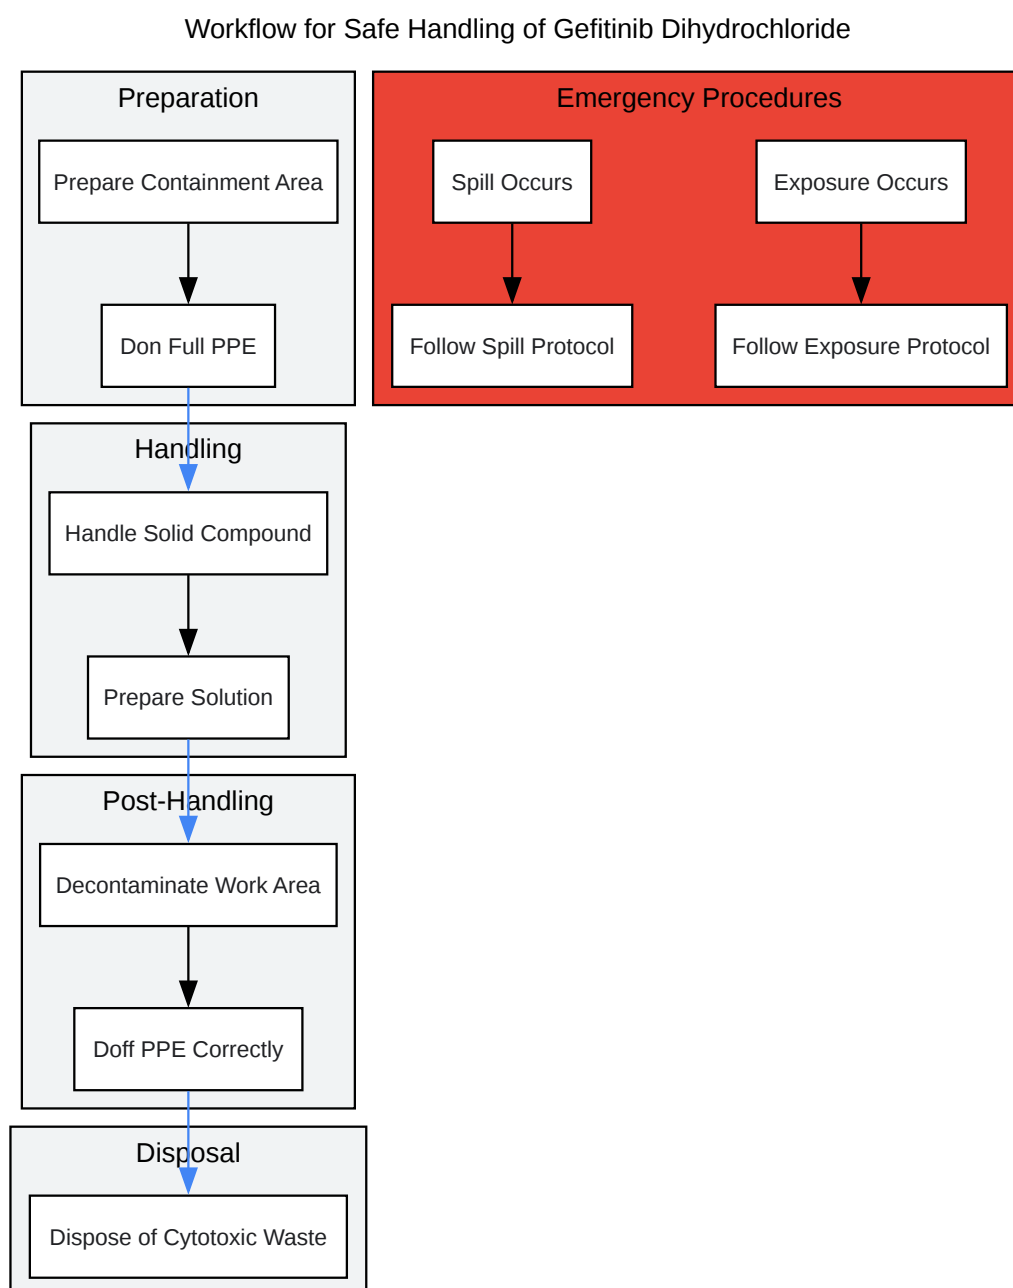 Workflow for Safe Handling of Gefitinib Dihydrochloride
Preparation
Prepare Containment Area
Don Full PPE
Emergency Procedures
Spill Occurs
Exposure Occurs
Follow Spill Protocol
Follow Exposure Protocol
Handling
Handle Solid Compound
Prepare Solution
Post-Handling
Decontaminate Work Area
Doff PPE Correctly
Disposal
Dispose of Cytotoxic Waste